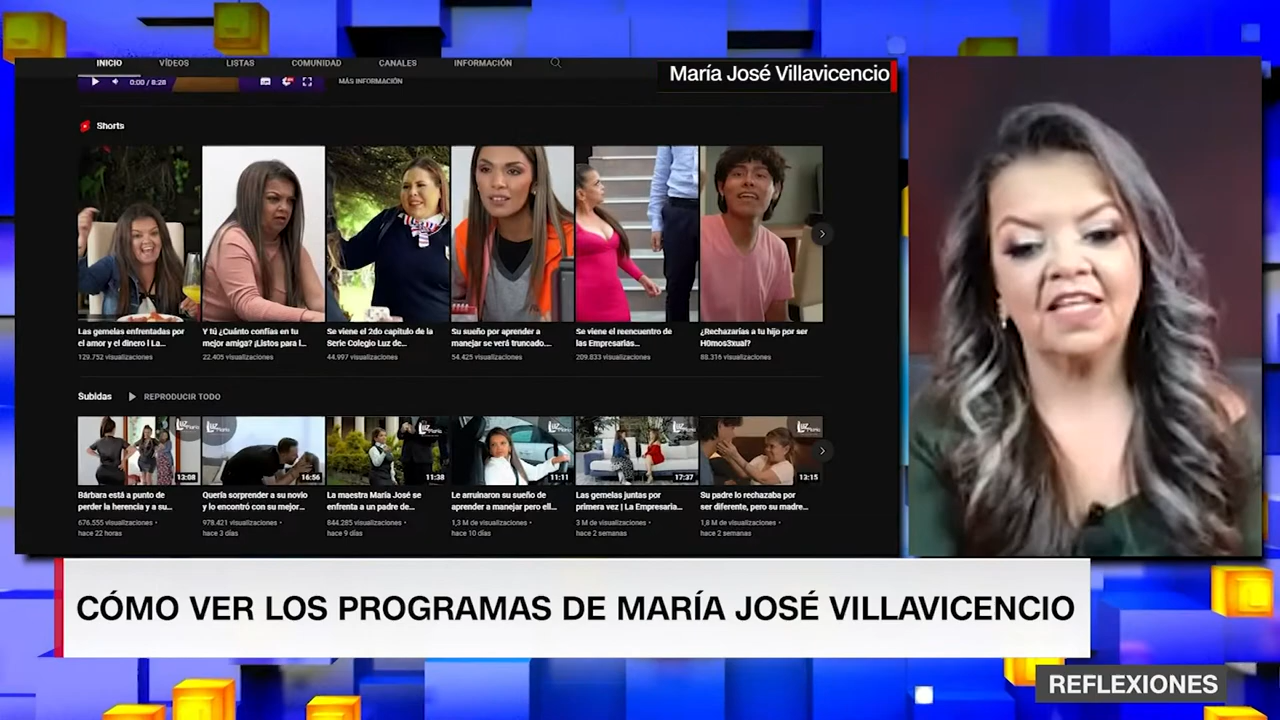 INICIO VÍDEOS LISTAS COMUNIDAD CANALES INFORMACIÓN
María José Villavicencio
0:00 / 8:28
MÁS INFORMACIÓN
Shorts
Las gemelas enfrentadas por
el amor y el dinero l La...
129.752 visualizaciones
Y tú ¿Cuánto confías en tu
mejor amiga? ¡Listos para l...
22.405 visualizaciones
Se viene el 2do capitulo de la
Serie Colegio Luz de...
44.997 visualizaciones
Su sueño por aprender a
manejar se verá truncado....
54.425 visualizaciones
Se viene el reencuentro de
las Empresarias...
209.833 visualizaciones
¿Rechazarías a tu hijo por ser
H0mos3xual?
88.316 visualizaciones
Subidas REPRODUCIR TODO
13:08
16:56
11:38
11:11
17:37
13:15
Bárbara está a punto de
perder la herencia y a su...
676.555 visualizaciones •
hace 22 horas
Quería sorprender a su novio
y lo encontró con su mejor...
978.421 visualizaciones •
hace 3 días
La maestra María José se
enfrenta a un padre de...
844.285 visualizaciones •
hace 9 días
Le arruinaron su sueño de
aprender a manejar pero ell...
1,3 M de visualizaciones •
hace 10 días
Las gemelas juntas por
primera vez | La Empresaria...
3 M de visualizaciones •
hace 2 semanas
Su padre lo rechazaba por
ser diferente, pero su madre...
1,8 M de visualizaciones •
hace 2 semanas
CÓMO VER LOS PROGRAMAS DE MARÍA JOSÉ VILLAVICENCIO
REFLEXIONES